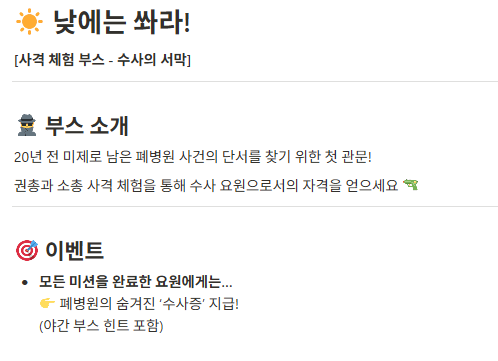 ☀️ 낮에는 쏴라!
[사격 체험 부스 - 수사의 서막]
🕵️ 부스 소개
20년 전 미제로 남은 폐병원 사건의 단서를 찾기 위한 첫 관문!
권총과 소총 사격 체험을 통해 수사 요원으로서의 자격을 얻으세요 🔫
🎯 이벤트
• 모든 미션을 완료한 요원에게는...
👉 폐병원의 숨겨진 '수사증' 지급!
(야간 부스 힌트 포함)